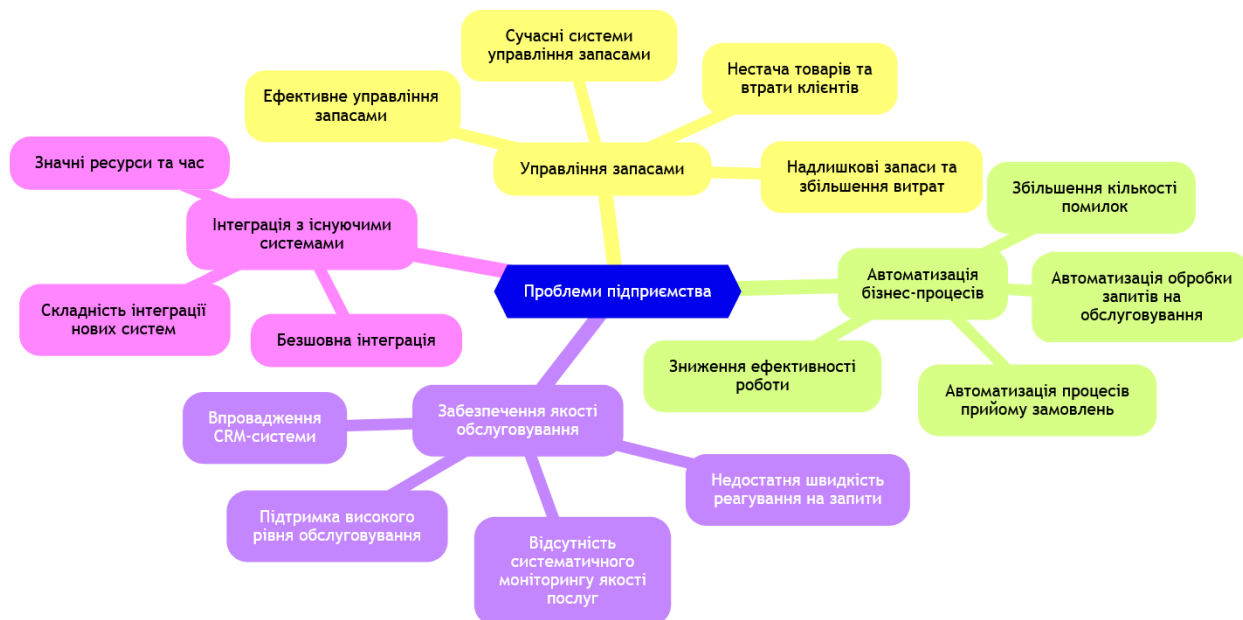 Сучасні системи
управління запасами
Нестача товарів та
втрати клієнтів
Ефективне управління
запасами
Управління запасами
Надлишкові запаси та
збільшення витрат
Значні ресурси та час
Інтеграція з існуючими
системами
Складність інтеграції
нових систем
Безшовна інтеграція
Проблеми підприємства
Збільшення кількості
помилок
Автоматизація
бізнес-процесів
Автоматизація обробки
запитів на
обслуговування
Зниження ефективності
роботи
Автоматизація процесів
прийому замовлень
Забезпечення якості
обслуговування
Впровадження
CRM-системи
Підтримка високого
рівня обслуговування
Відсутність
систематичного
моніторингу якості
послуг
Недостатня швидкість
реагування на запити